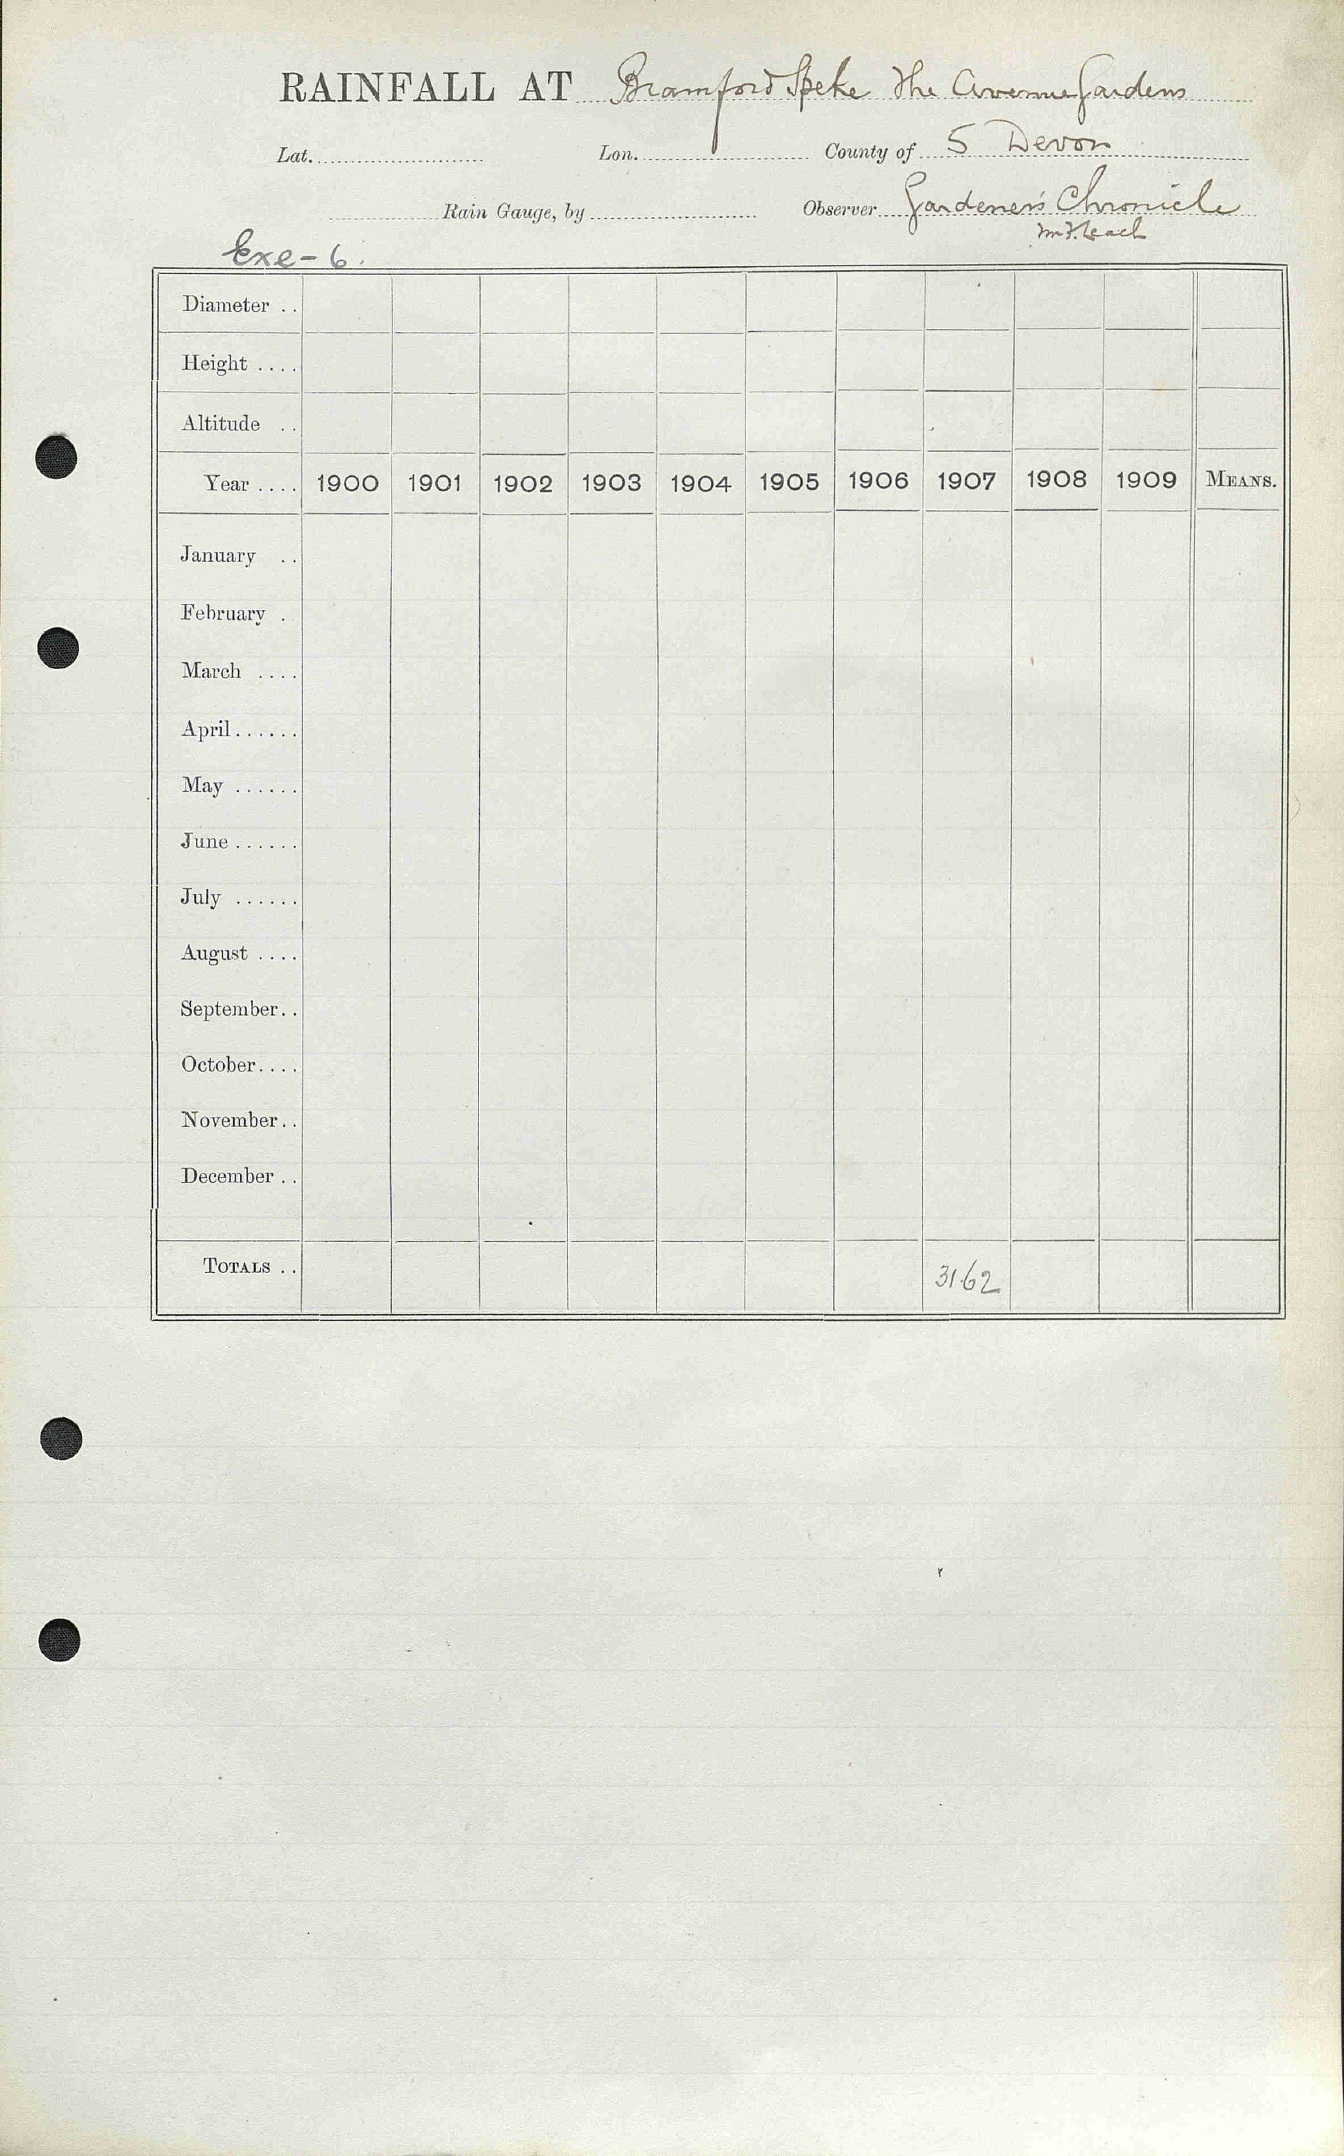 RAINFALL AT Bramford Speke The Avenue Gardens
Lat. Lon. County of S Devon
Rain Gauge, by Observer Gardener's Chronicle
Exe - 6.
Diameter ..
Height ....
Altitude ..
Year .... 1900 1901 1902 1903 1904 1905 1906 1907 1908 1909 MEANS.
January ..
February .
March ....
April ......
May ......
June ......
July ......
August ....
September..
October....
November..
December ..
TOTALS .. 31.62